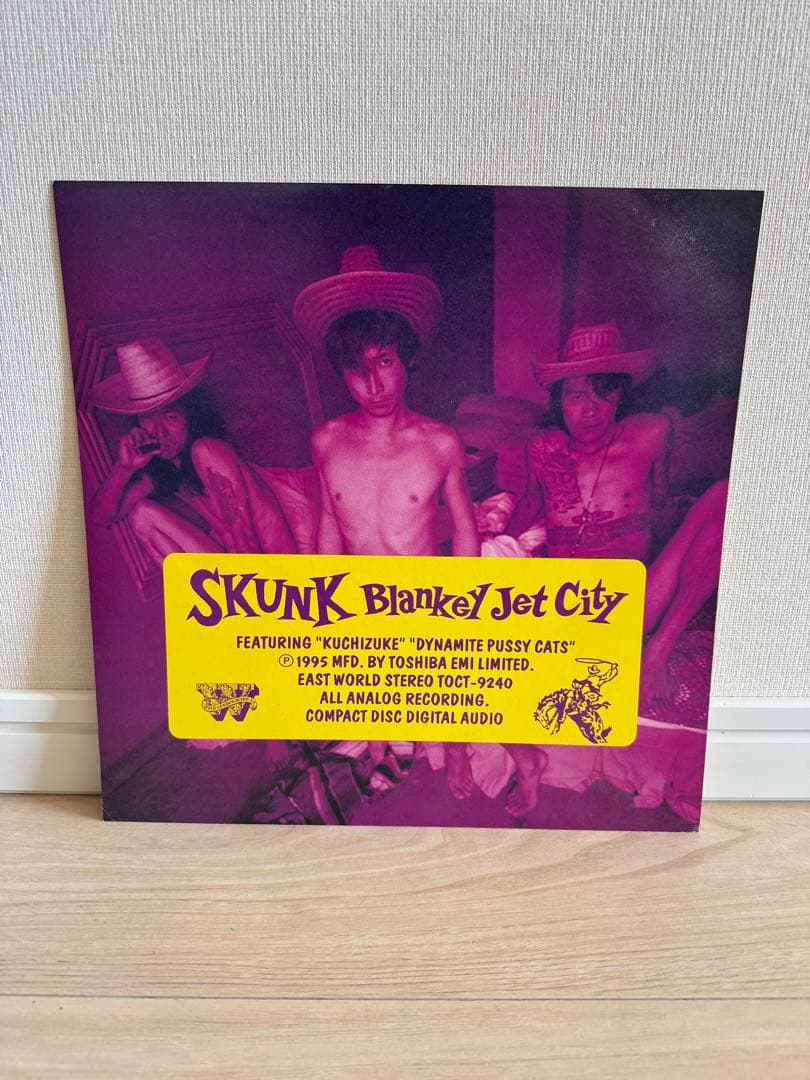 SKUNK Blankey Jet City
FEATURING "KUCHIZUKE" "DYNAMITE PUSSY CATS"
Ⓟ1995 MFD. BY TOSHIBA EMI LIMITED.
EAST WORLD STEREO TOCT-9240
ALL ANALOG RECORDING.
COMPACT DISC DIGITAL AUDIO
W